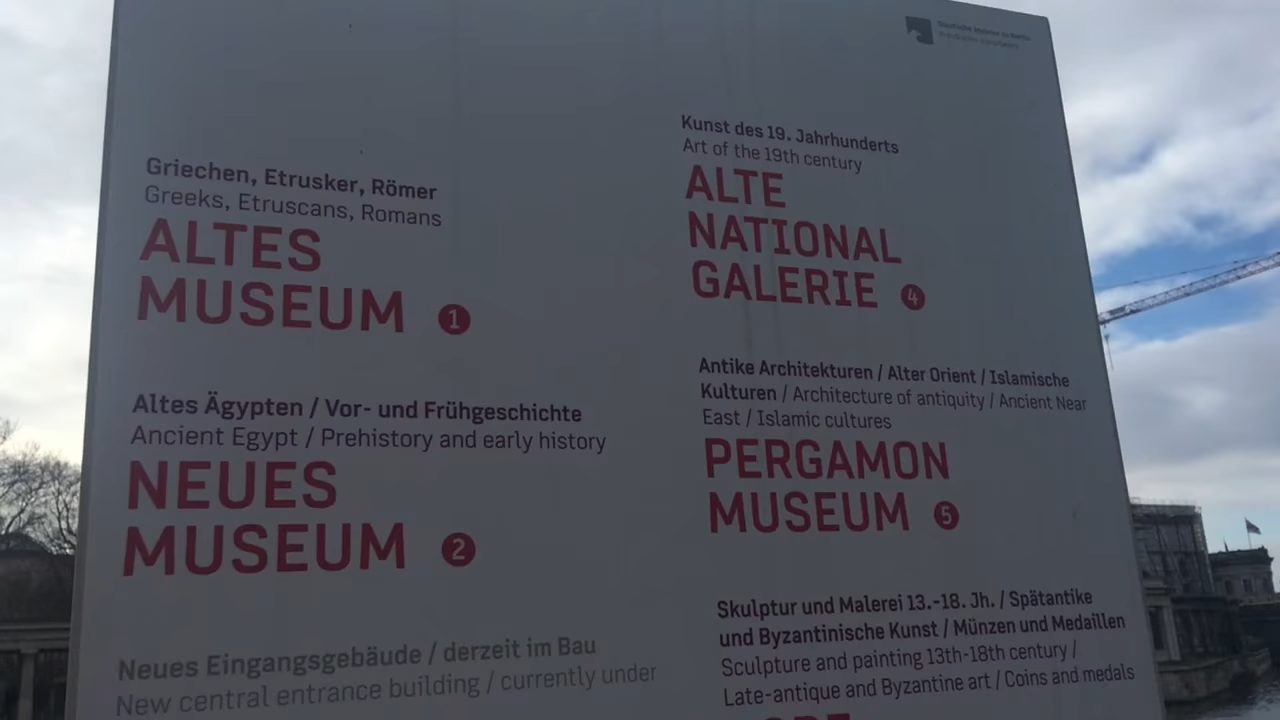 Staatliche Museen zu Berlin
Griechen, Etrusker, Römer
Greeks, Etruscans, Romans
ALTES
MUSEUM 1
Altes Ägypten / Vor- und Frühgeschichte
Ancient Egypt / Prehistory and early history
NEUES
MUSEUM 2
Neues Eingangsgebäude / derzeit im Bau
New central entrance building / currently under
Kunst des 19. Jahrhunderts
Art of the 19th century
ALTE
NATIONAL
GALERIE 4
Antike Architekturen / Alter Orient / Islamische
Kulturen / Architecture of antiquity / Ancient Near
East / Islamic cultures
PERGAMON
MUSEUM 5
Skulptur und Malerei 13.-18. Jh. / Spätantike
und Byzantinische Kunst / Münzen und Medaillen
Sculpture and painting 13th-18th century /
Late-antique and Byzantine art / Coins and medals